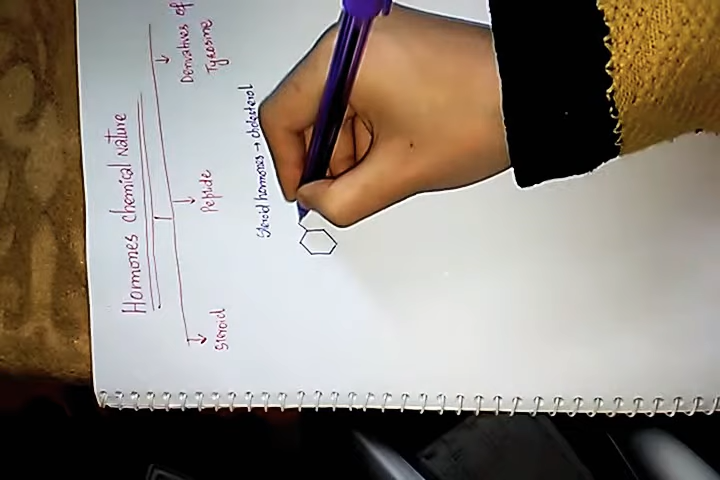 Hormones chemical Nature
Steroid
Peptide
Derivatives of
Tyrosine
Steroid hormones → cholesterol